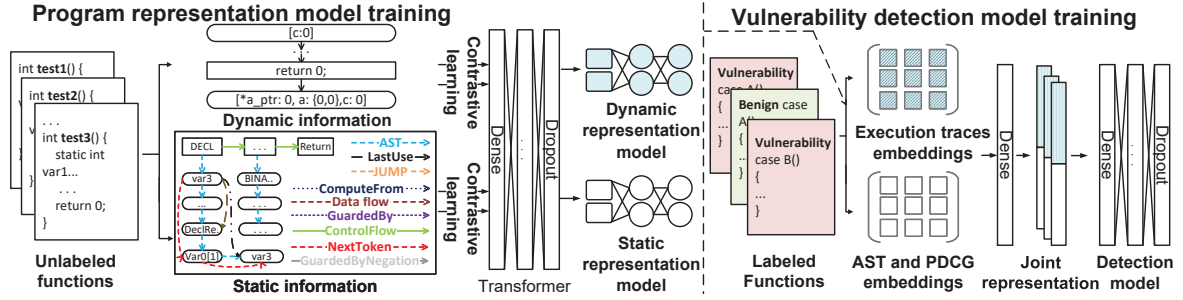 Program representation model training
int test1() {
int test2() {
. . .
int test3() {
static int
var1...
. . .
return 0;
}
Unlabeled
functions
[c:0]
. . .
return 0;
[*a_ptr: 0, a: {0,0},c: 0]
Dynamic information
DECL
. . .
Return
var3
BINA..
...
. . .
DeclRe.
. . .
Var0[1]
var3
AST
LastUse
JUMP
ComputeFrom
Data flow
GuardedBy
ControlFlow
NextToken
GuardedByNegation
Static information
Contrastive
learning
Contrastive
learning
Dense
. . .
Dropout
Transformer
Dynamic
representation
model
Static
representation
model
Vulnerability detection model training
Vulnerability
case A()
{
...
}
Benign case
A()
{
...
}
Vulnerability
case B()
{
...
}
Labeled
Functions
Execution traces
embeddings
AST and PDCG
embeddings
Dense
Joint
representation
Dense
. . .
Dropout
Detection
model